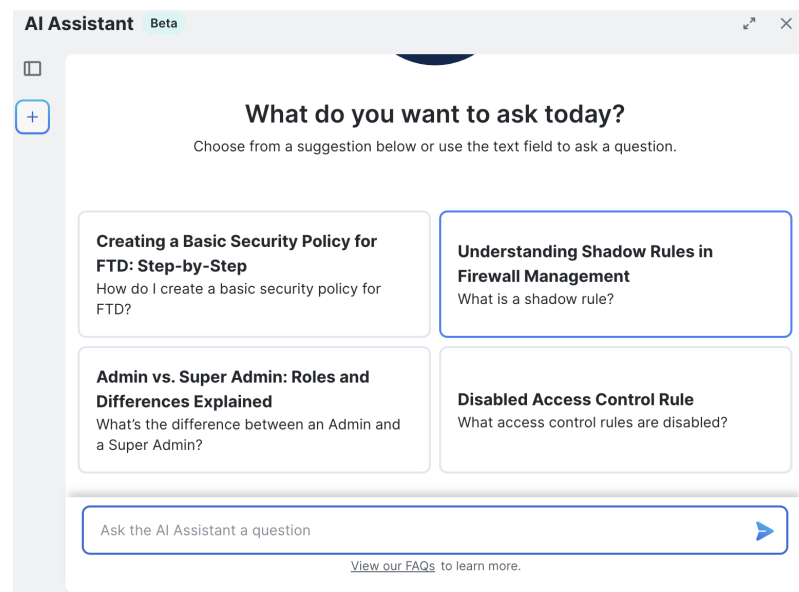 AI Assistant Beta
What do you want to ask today?
Choose from a suggestion below or use the text field to ask a question.
Creating a Basic Security Policy for
FTD: Step-by-Step
How do I create a basic security policy for
FTD?
Understanding Shadow Rules in
Firewall Management
What is a shadow rule?
Admin vs. Super Admin: Roles and
Differences Explained
What's the difference between an Admin and
a Super Admin?
Disabled Access Control Rule
What access control rules are disabled?
Ask the AI Assistant a question
View our FAQs to learn more.